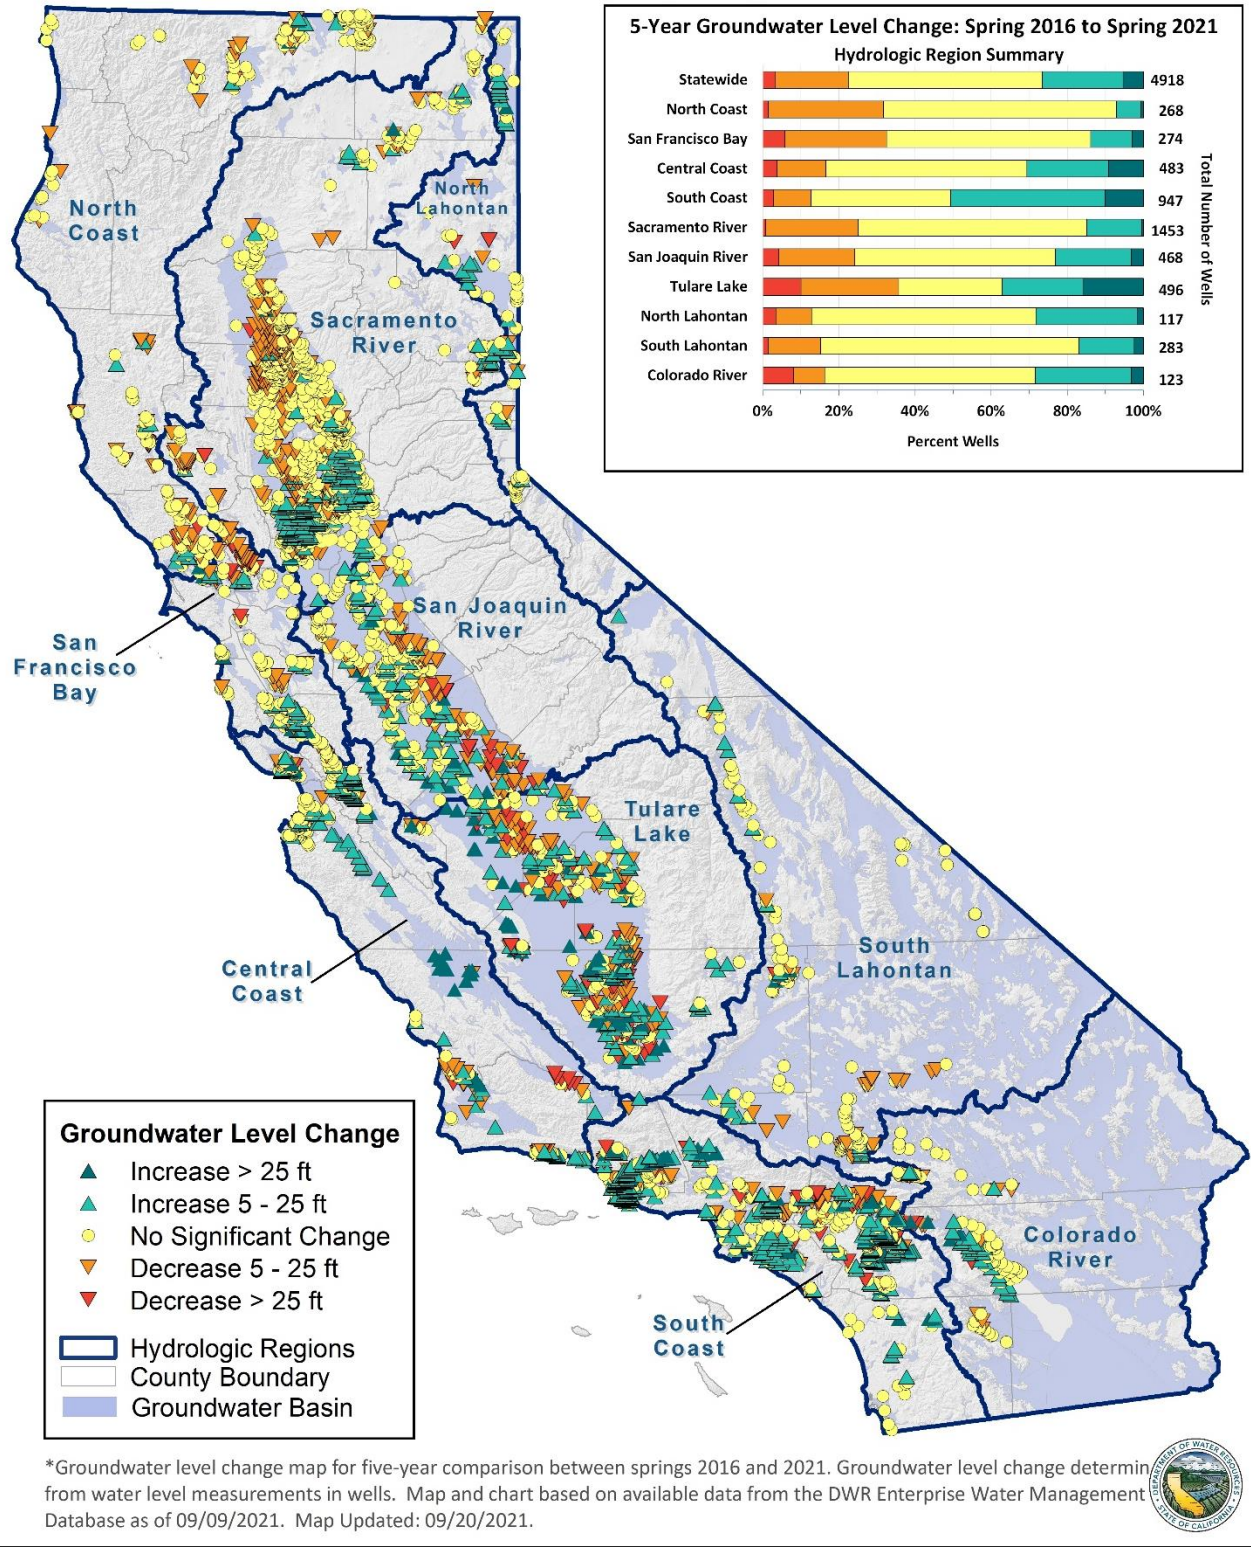 5-Year Groundwater Level Change: Spring 2016 to Spring 2021
Hydrologic Region Summary
Statewide 4918
North Coast 268
San Francisco Bay 274
Central Coast 483
South Coast 947
Sacramento River 1453
San Joaquin River 468
Tulare Lake 496
North Lahontan 117
South Lahontan 283
Colorado River 123
0% 20% 40% 60% 80% 100%
Percent Wells
Total Number of Wells
North
Coast
North
Lahontan
Sacramento
River
San Joaquin
River
San
Francisco
Bay
Tulare
Lake
Central
Coast
South
Lahontan
Colorado
River
South
Coast
Groundwater Level Change
Increase > 25 ft
Increase 5 - 25 ft
No Significant Change
Decrease 5 - 25 ft
Decrease > 25 ft
Hydrologic Regions
County Boundary
Groundwater Basin
*Groundwater level change map for five-year comparison between springs 2016 and 2021. Groundwater level change determin
from water level measurements in wells. Map and chart based on available data from the DWR Enterprise Water Management
Database as of 09/09/2021. Map Updated: 09/20/2021.
DEPARTMENT OF WATER RESOURCES
STATE OF CALIFORNIA